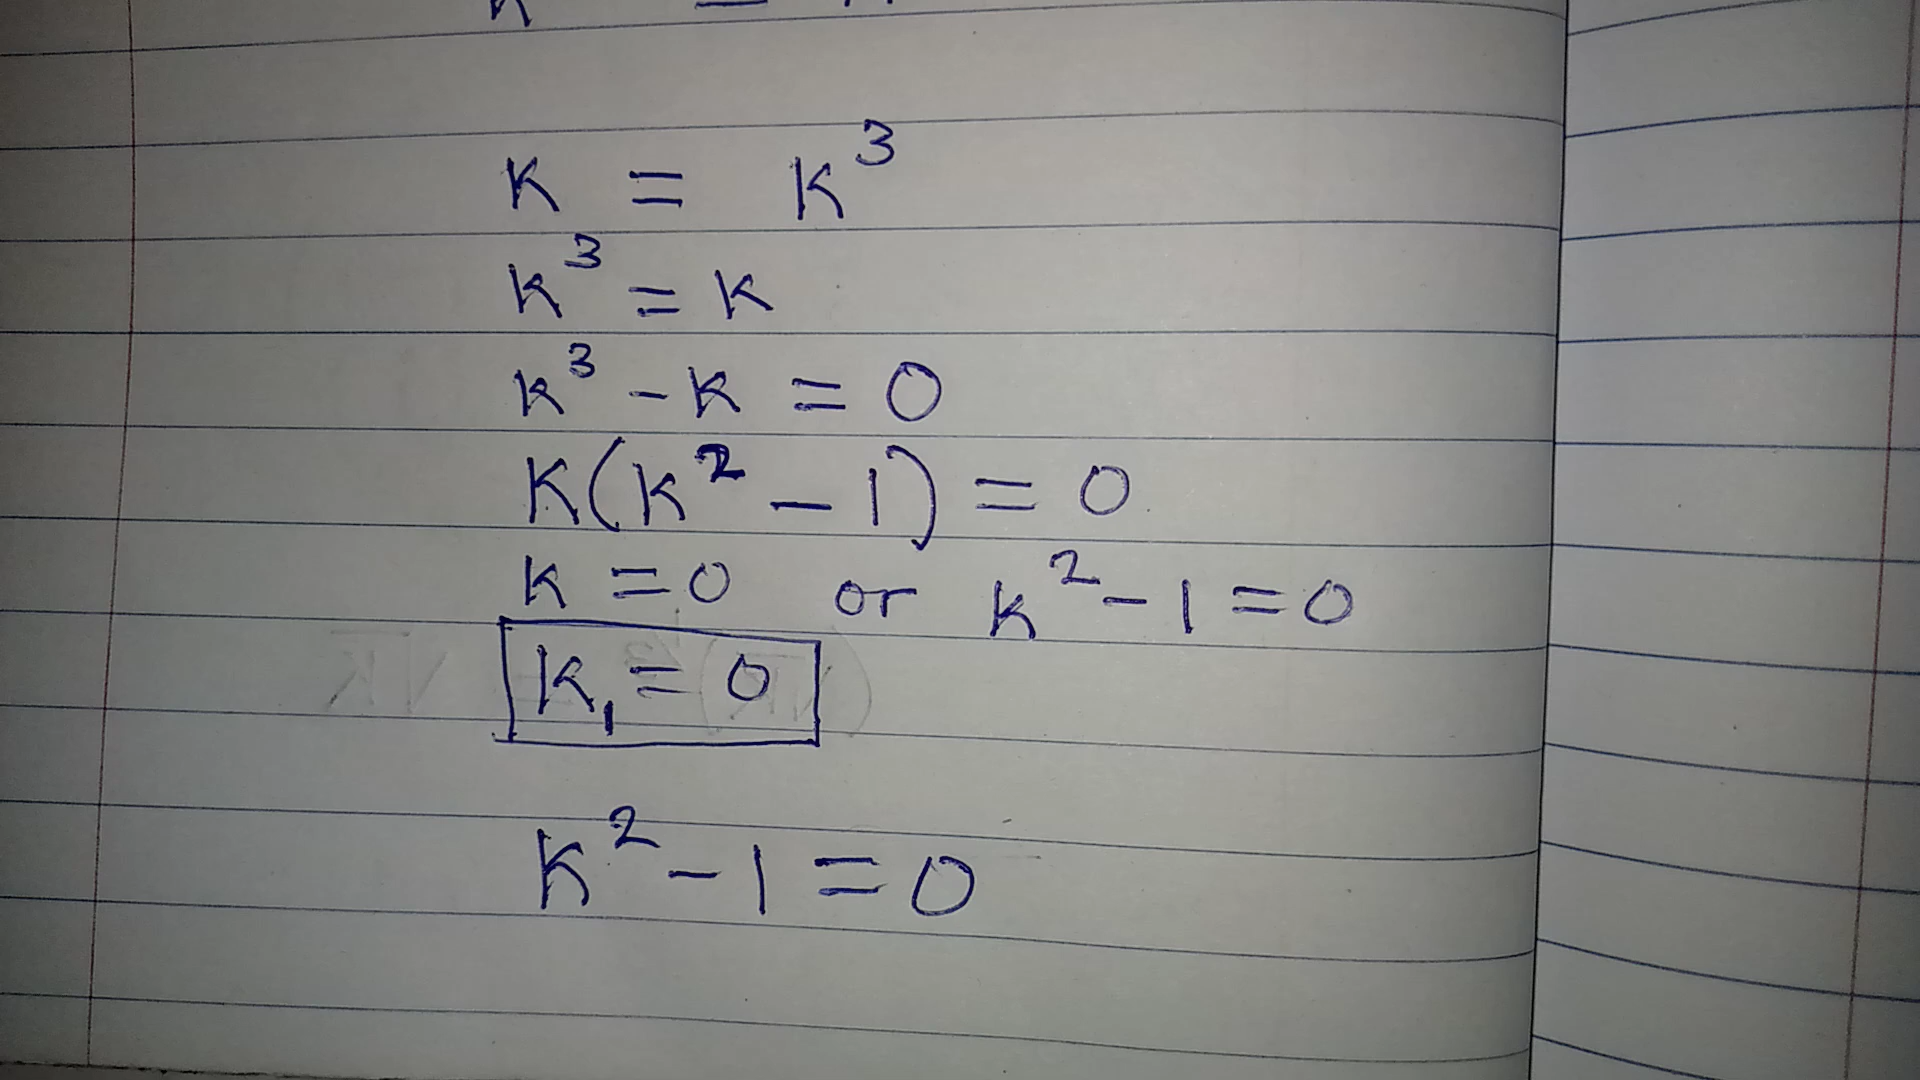 K = K³
K³ = K
K³ - K = 0
K(K² - 1) = 0
K = 0 or K² - 1 = 0
K₁ = 0
K² - 1 = 0